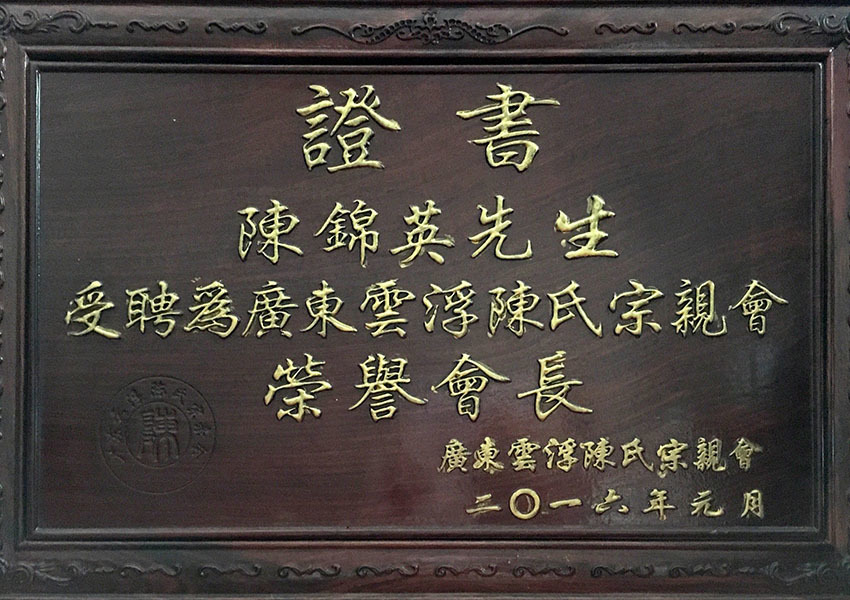 證書
陳錦英先生
受聘爲廣東雲浮陳氏宗親會
榮譽會長
廣東雲浮陳氏宗親會
二〇一六年元月